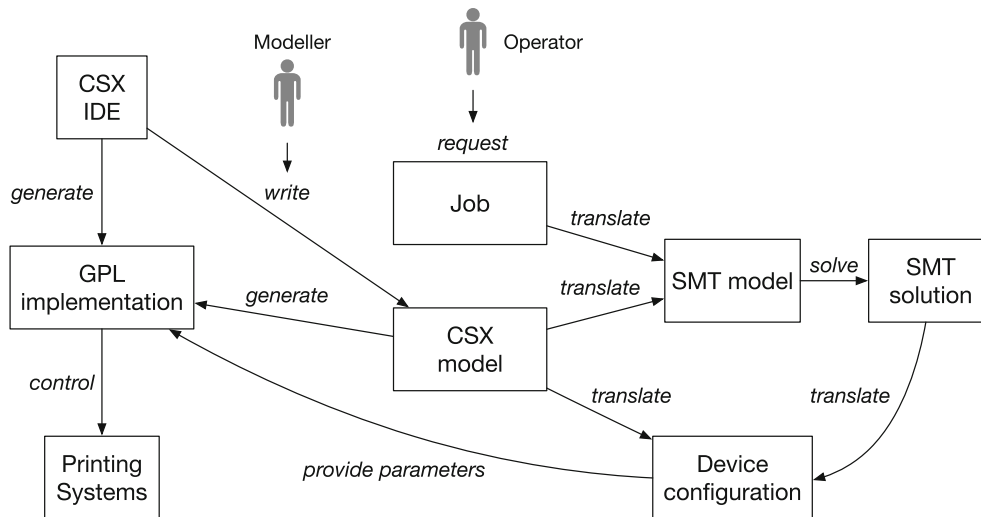 Modeller
Operator
CSX
IDE
request
generate
write
Job
translate
GPL
implementation
generate
translate
SMT model
solve
SMT
solution
CSX
model
control
translate
translate
Printing
Systems
provide parameters
Device
configuration